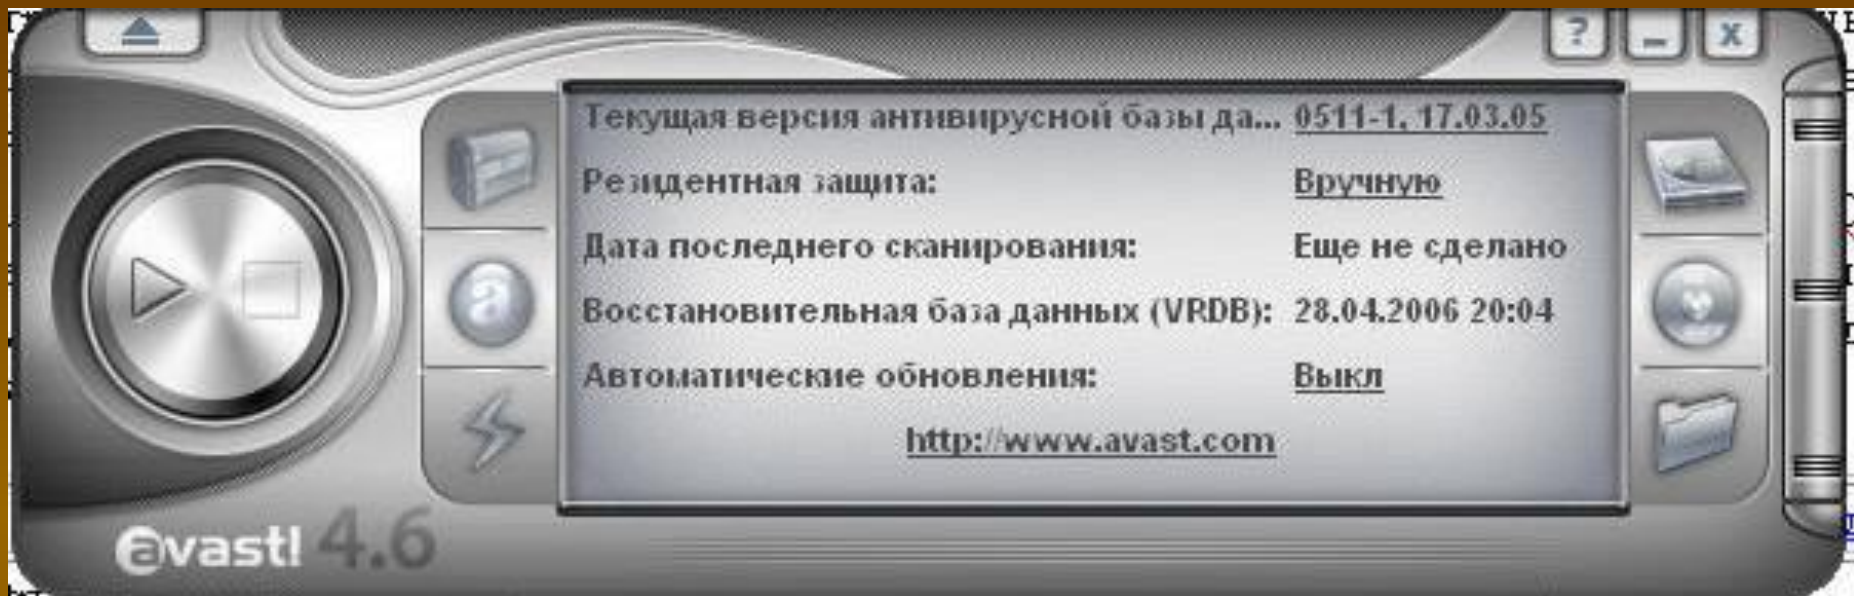 Текущая версия антивирусной базы да... 0511-1, 17.03.05
Резидентная защита: Вручную
Дата последнего сканирования: Еще не сделано
Восстановительная база данных (VRDB): 28.04.2006 20:04
Автоматические обновления: Выкл
http://www.avast.com
avast! 4.6